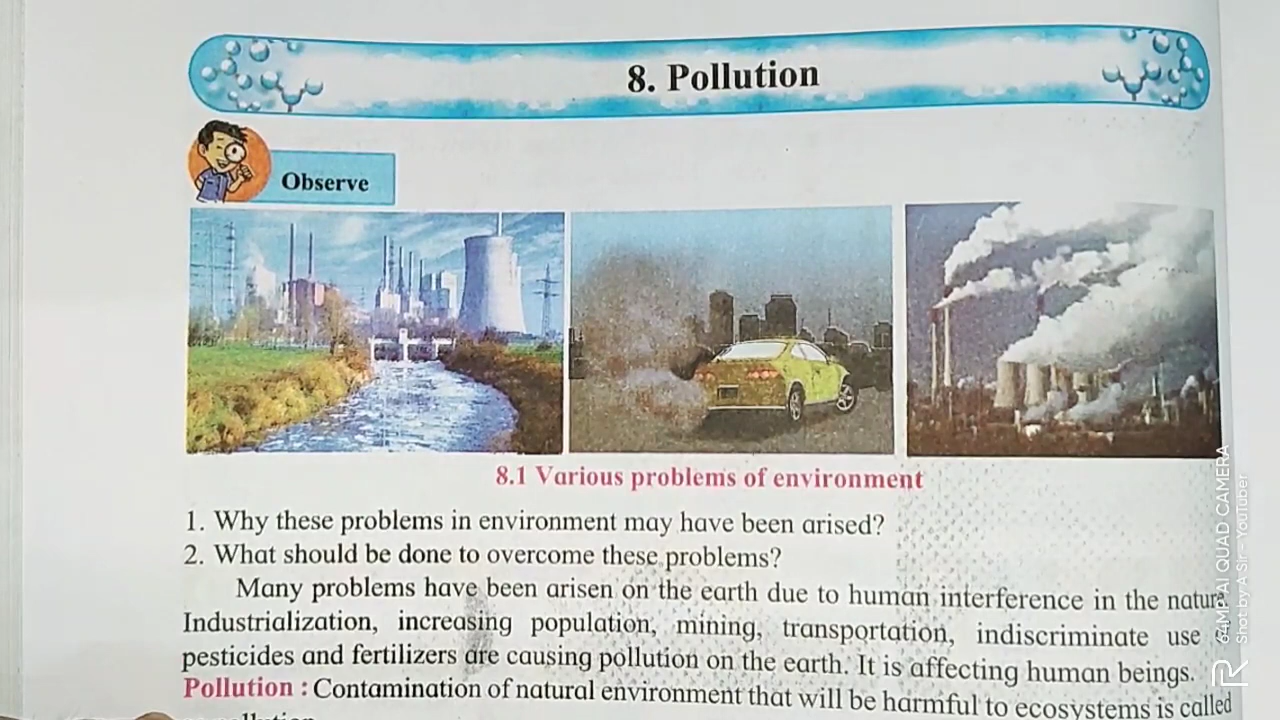 8. Pollution
Observe
8.1 Various problems of environment
1. Why these problems in environment may have been arised?
2. What should be done to overcome these problems?
Many problems have been arisen on the earth due to human interference in the nature.
Industrialization, increasing population, mining, transportation, indiscriminate use
pesticides and fertilizers are causing pollution on the earth. It is affecting human beings.
Pollution : Contamination of natural environment that will be harmful to ecosystems is called
64MP AI QUAD CAMERA
Shot by A Sir ~ YouTuber